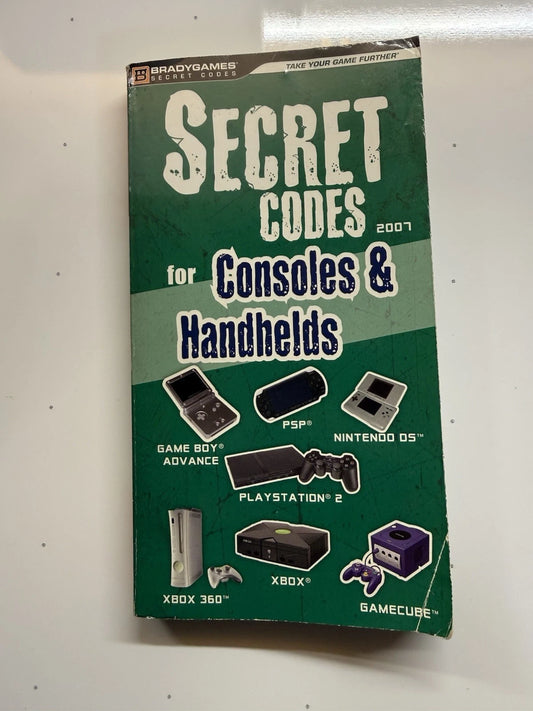 BRADYGAMES®
SECRET CODES
TAKE YOUR GAME FURTHER®
SECRET
CODES
2007
for Consoles &
Handhelds
GAME BOY®
ADVANCE
PSP®
NINTENDO DS™
PLAYSTATION® 2
XBOX 360™
XBOX®
GAMECUBE™